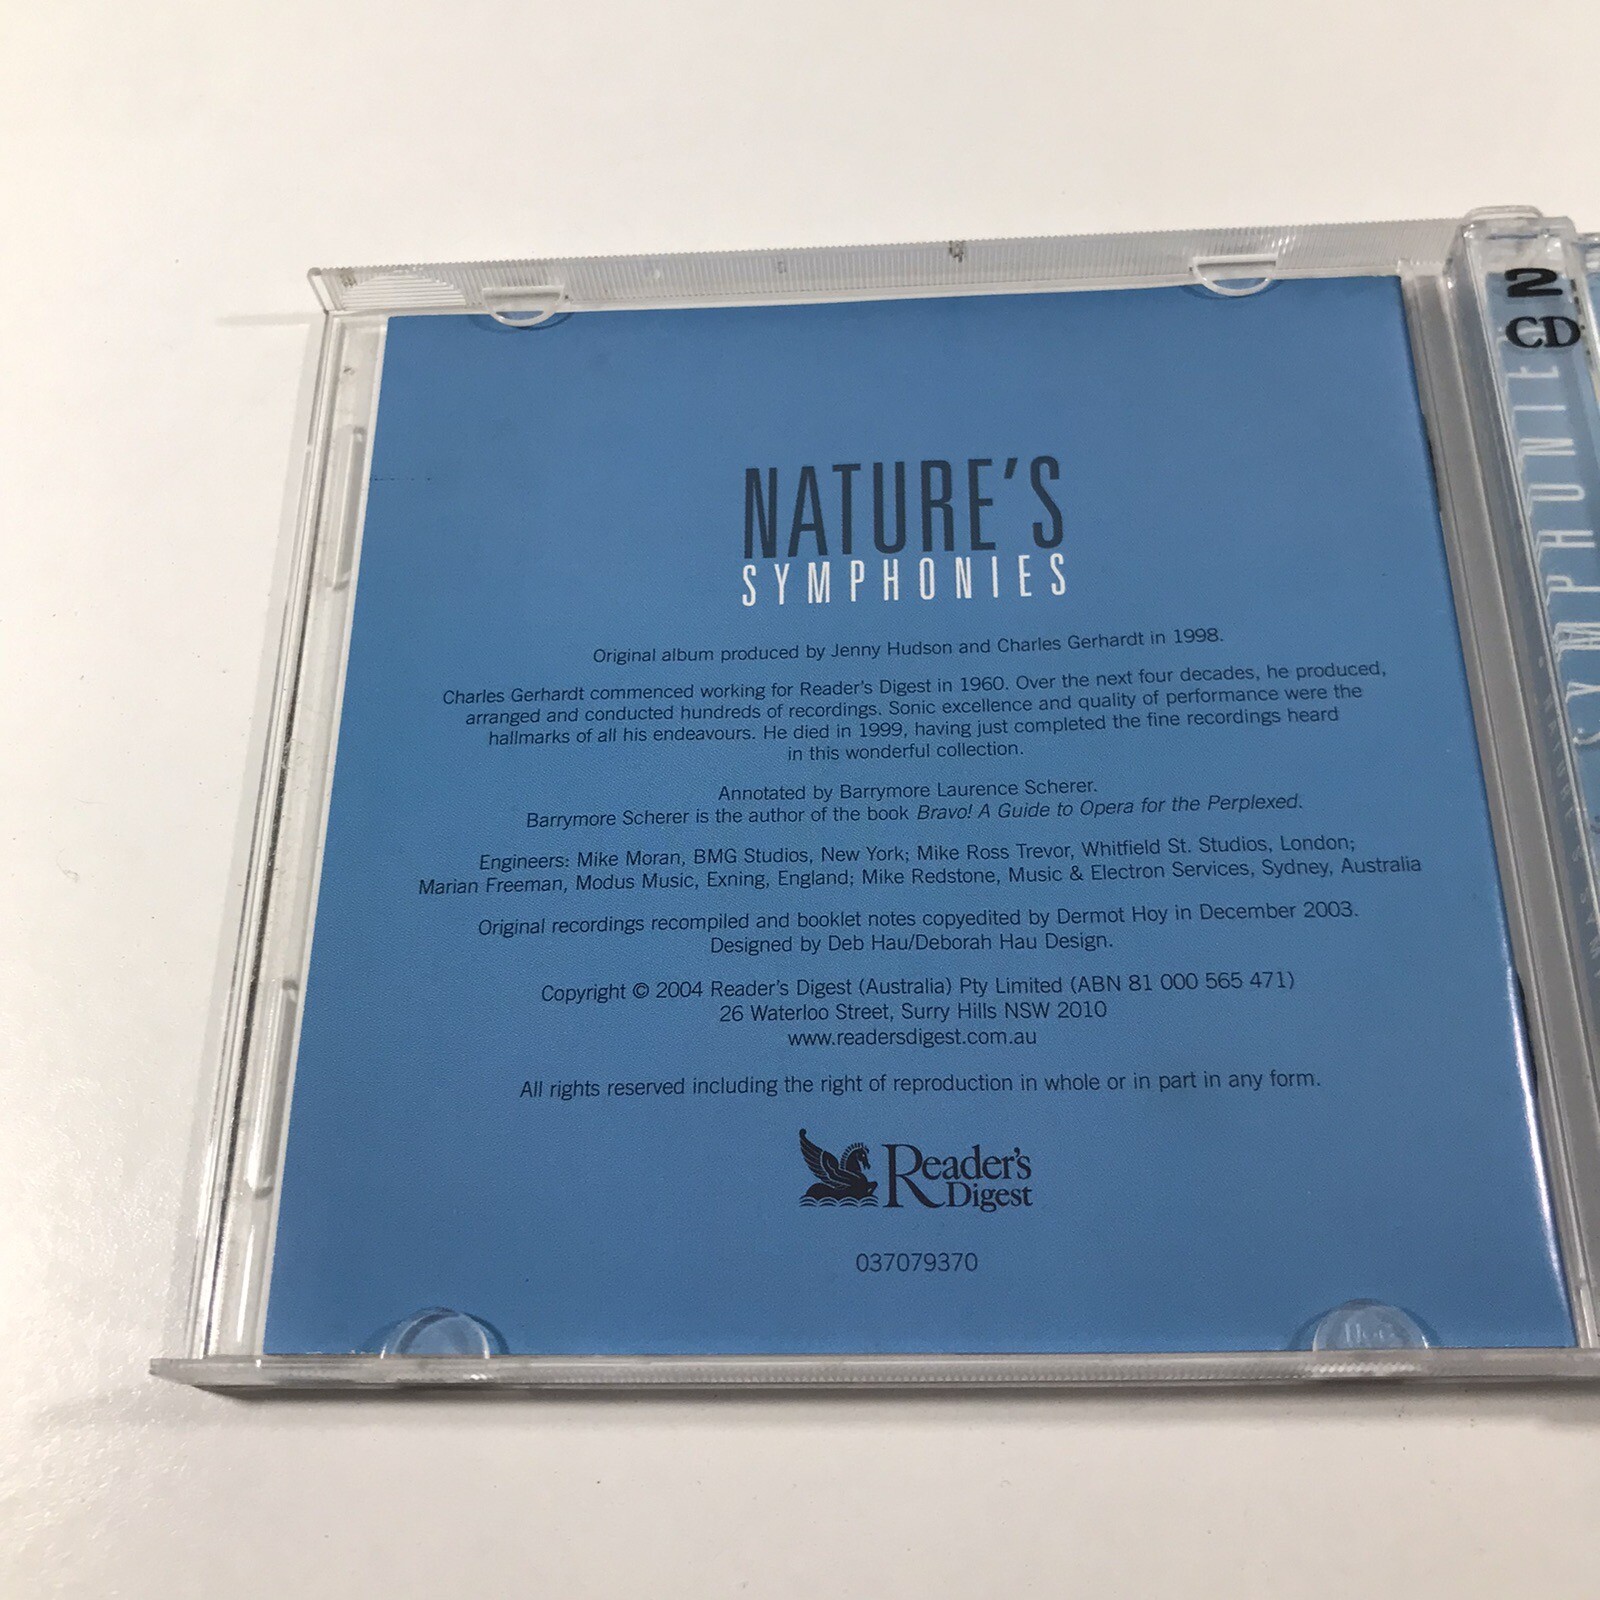 NATURE'S
SYMPHONIES
Original album produced by Jenny Hudson and Charles Gerhardt in 1998.
Charles Gerhardt commenced working for Reader's Digest in 1960. Over the next four decades, he produced,
arranged and conducted hundreds of recordings. Sonic excellence and quality of performance were the
hallmarks of all his endeavours. He died in 1999, having just completed the fine recordings heard
in this wonderful collection.
Annotated by Barrymore Laurence Scherer.
Barrymore Scherer is the author of the book Bravo! A Guide to Opera for the Perplexed.
Engineers: Mike Moran, BMG Studios, New York; Mike Ross Trevor, Whitfield St. Studios, London;
Marian Freeman, Modus Music, Exning, England; Mike Redstone, Music & Electron Services, Sydney, Australia
Original recordings recompiled and booklet notes copyedited by Dermot Hoy in December 2003.
Designed by Deb Hau/Deborah Hau Design.
Copyright © 2004 Reader's Digest (Australia) Pty Limited (ABN 81 000 565 471)
26 Waterloo Street, Surry Hills NSW 2010
www.readersdigest.com.au
All rights reserved including the right of reproduction in whole or in part in any form.
Reader's
Digest
037079370
2
CD